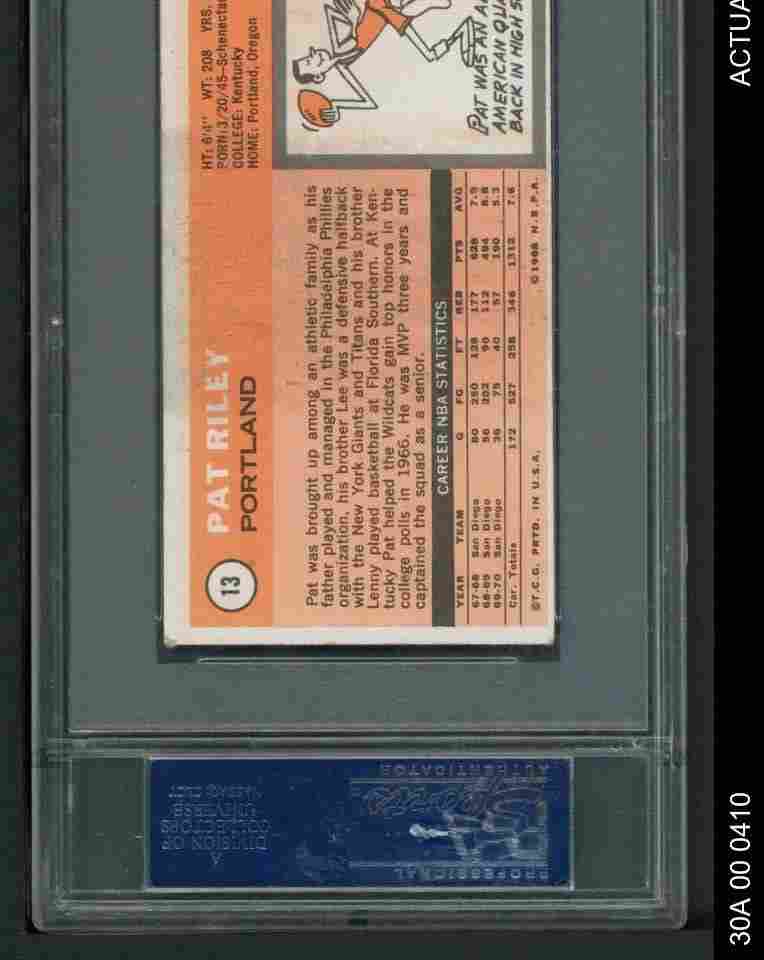 13
PAT RILEY
PORTLAND
HT: 6'4" WT: 208 YRS.
BORN: 3/20/45—Schenectad
COLLEGE: Kentucky
HOME: Portland, Oregon
PAT WAS AN A
AMERICAN QUA
BACK IN HIGH S
Pat was brought up among an athletic family as his
father played and managed in the Philadelphia Phillies
organization, his brother Lee was a defensive halfback
with the New York Giants and Titans and his brother
Lenny played basketball at Florida Southern. At Ken-
tucky Pat helped the Wildcats gain top honors in the
college polls in 1966. He was MVP three years and
captained the squad as a senior.
CAREER NBA STATISTICS
YEAR TEAM G FG FT REB PTS AVG
67-68 San Diego 80 250 128 177 628 7.9
68-69 San Diego 56 202 90 112 494 8.8
69-70 San Diego 36 75 40 57 190 5.3
Car. Totals 172 527 258 346 1312 7.6
©T.C.G. PRTD. IN U.S.A. ©1968 N.B.P.A.
A
DIVISION OF
COLLECTORS
UNIVERSE
NASDAQ: CLCT
PROFESSIONAL
Sports
AUTHENTICATOR
30A 00 0410
ACTUA